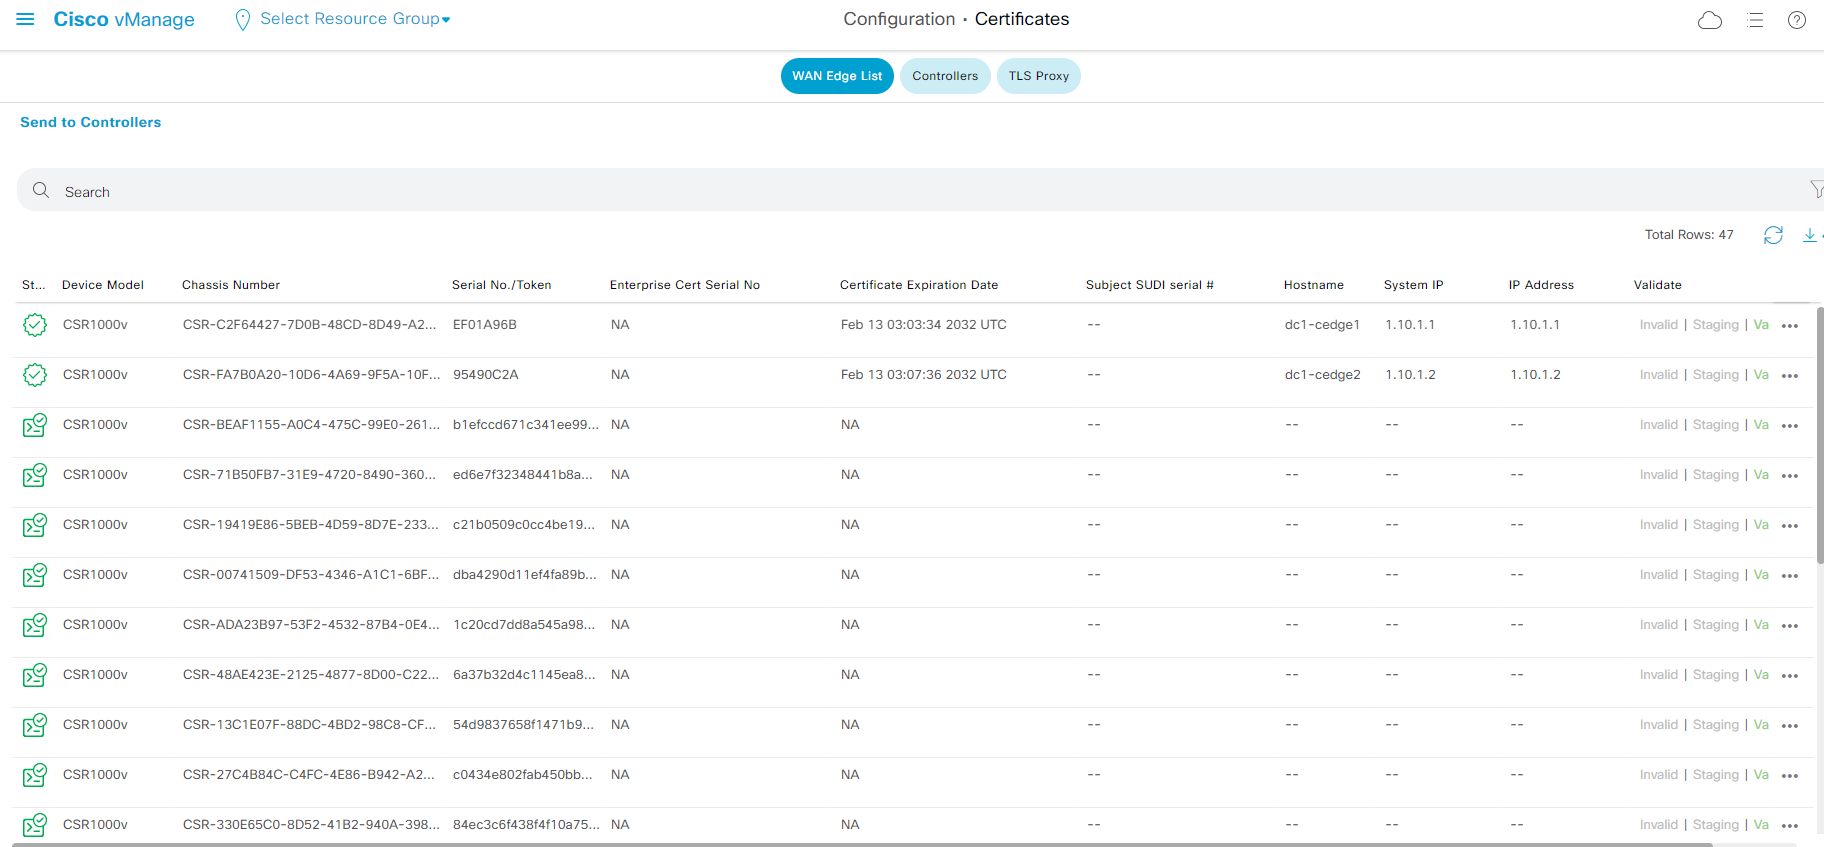 Cisco vManage Select Resource Group Configuration · Certificates
WAN Edge List Controllers TLS Proxy
Send to Controllers
Search
Total Rows: 47
St... Device Model Chassis Number Serial No./Token Enterprise Cert Serial No Certificate Expiration Date Subject SUDI serial # Hostname System IP IP Address Validate
CSR1000v CSR-C2F64427-7D0B-48CD-8D49-A2... EF01A96B NA Feb 13 03:03:34 2032 UTC -- dc1-cedge1 1.10.1.1 1.10.1.1 Invalid | Staging | Va ...
CSR1000v CSR-FA7B0A20-10D6-4A69-9F5A-10F... 95490C2A NA Feb 13 03:07:36 2032 UTC -- dc1-cedge2 1.10.1.2 1.10.1.2 Invalid | Staging | Va ...
CSR1000v CSR-BEAF1155-A0C4-475C-99E0-261... b1efccd671c341ee99... NA NA -- -- -- -- Invalid | Staging | Va ...
CSR1000v CSR-71B50FB7-31E9-4720-8490-360... ed6e7f32348441b8a... NA NA -- -- -- -- Invalid | Staging | Va ...
CSR1000v CSR-19419E86-5BEB-4D59-8D7E-233... c21b0509c0cc4be19... NA NA -- -- -- -- Invalid | Staging | Va ...
CSR1000v CSR-00741509-DF53-4346-A1C1-6BF... dba4290d11ef4fa89b... NA NA -- -- -- -- Invalid | Staging | Va ...
CSR1000v CSR-ADA23B97-53F2-4532-87B4-0E4... 1c20cd7dd8a545a98... NA NA -- -- -- -- Invalid | Staging | Va ...
CSR1000v CSR-48AE423E-2125-4877-8D00-C22... 6a37b32d4c1145ea8... NA NA -- -- -- -- Invalid | Staging | Va ...
CSR1000v CSR-13C1E07F-88DC-4BD2-98C8-CF... 54d9837658f1471b9... NA NA -- -- -- -- Invalid | Staging | Va ...
CSR1000v CSR-27C4B84C-C4FC-4E86-B942-A2... c0434e802fab450bb... NA NA -- -- -- -- Invalid | Staging | Va ...
CSR1000v CSR-330E65C0-8D52-41B2-940A-398... 84ec3c6f438f4f10a75... NA NA -- -- -- -- Invalid | Staging | Va ...